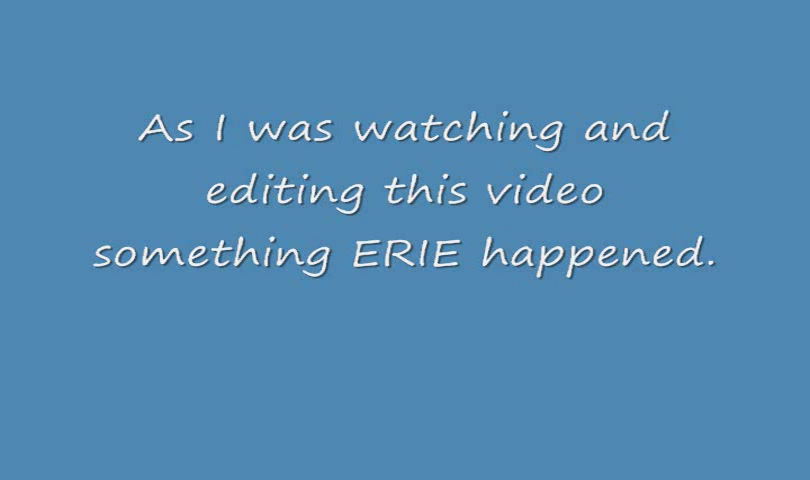 As I was watching and
editing this video
something ERIE happened.